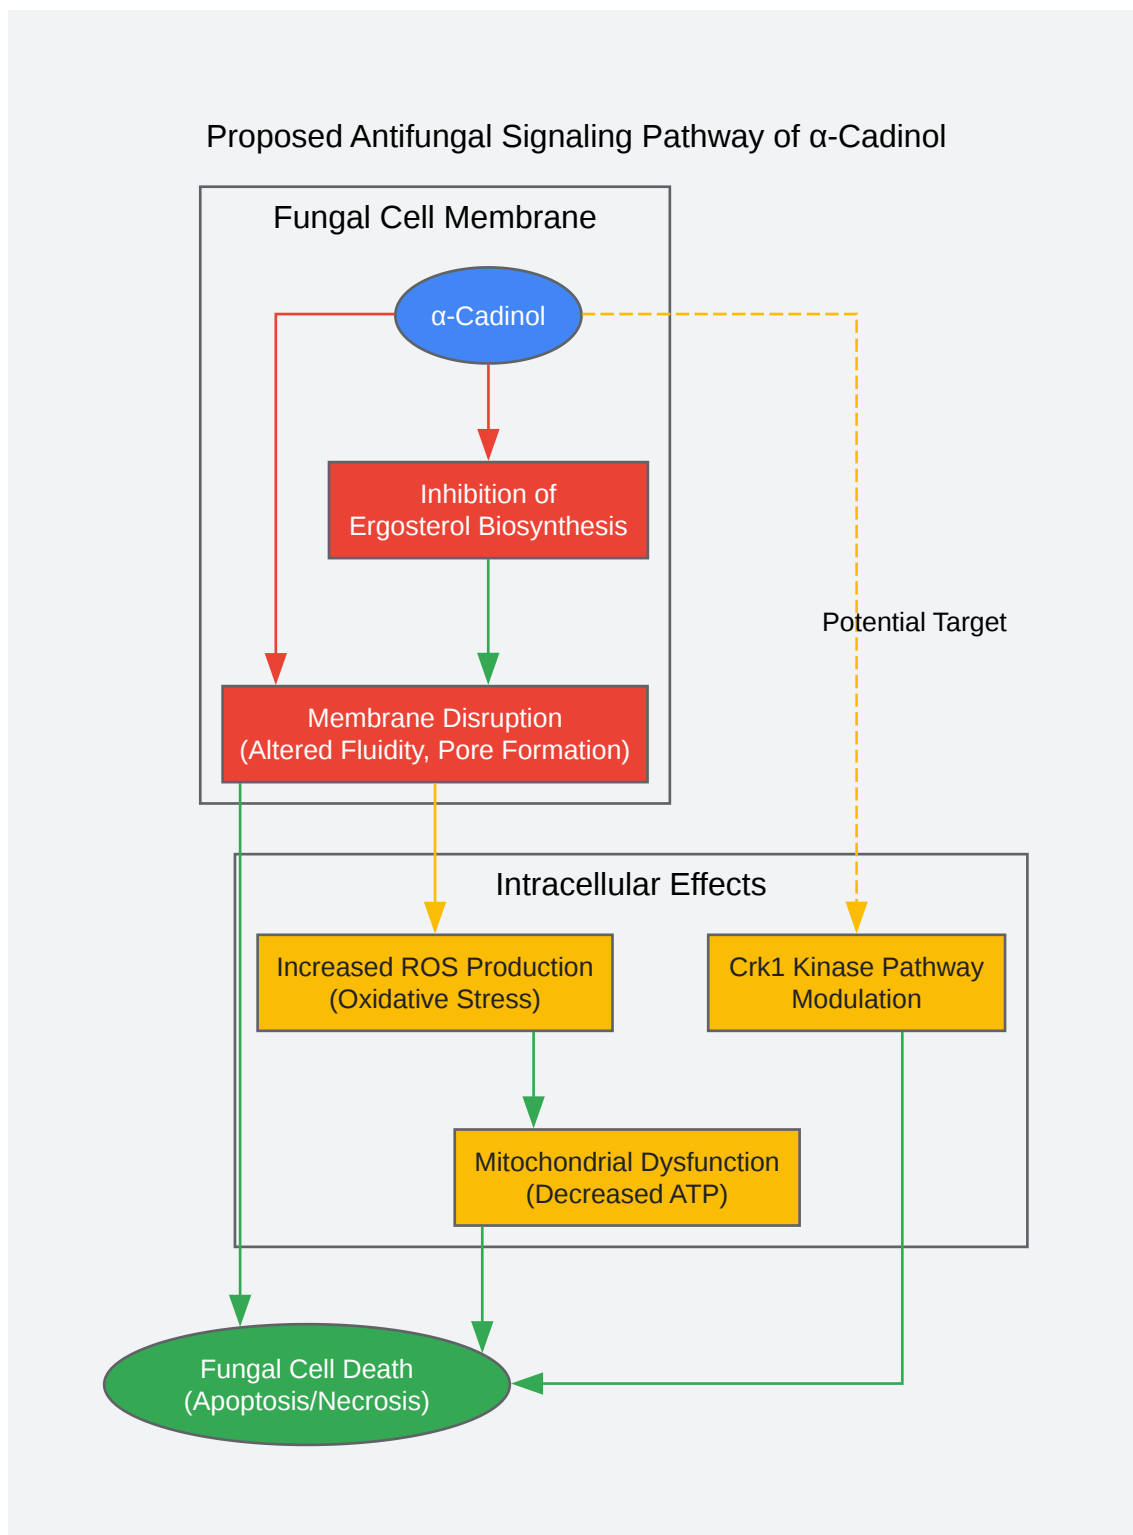 Proposed Antifungal Signaling Pathway of α-Cadinol
Fungal Cell Membrane
α-Cadinol
Inhibition of
Ergosterol Biosynthesis
Potential Target
Membrane Disruption
(Altered Fluidity, Pore Formation)
Intracellular Effects
Increased ROS Production
(Oxidative Stress)
Crk1 Kinase Pathway
Modulation
Mitochondrial Dysfunction
(Decreased ATP)
Fungal Cell Death
(Apoptosis/Necrosis)